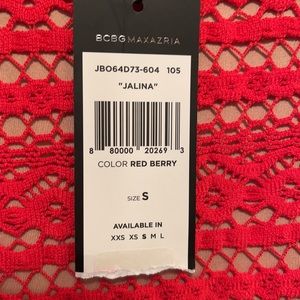 BCBGMAXAZRIA
JBO64D73-604 105
"JALINA"
8 80000 20269 3
COLOR RED BERRY
SIZE S
AVAILABLE IN
XXS XS S M L